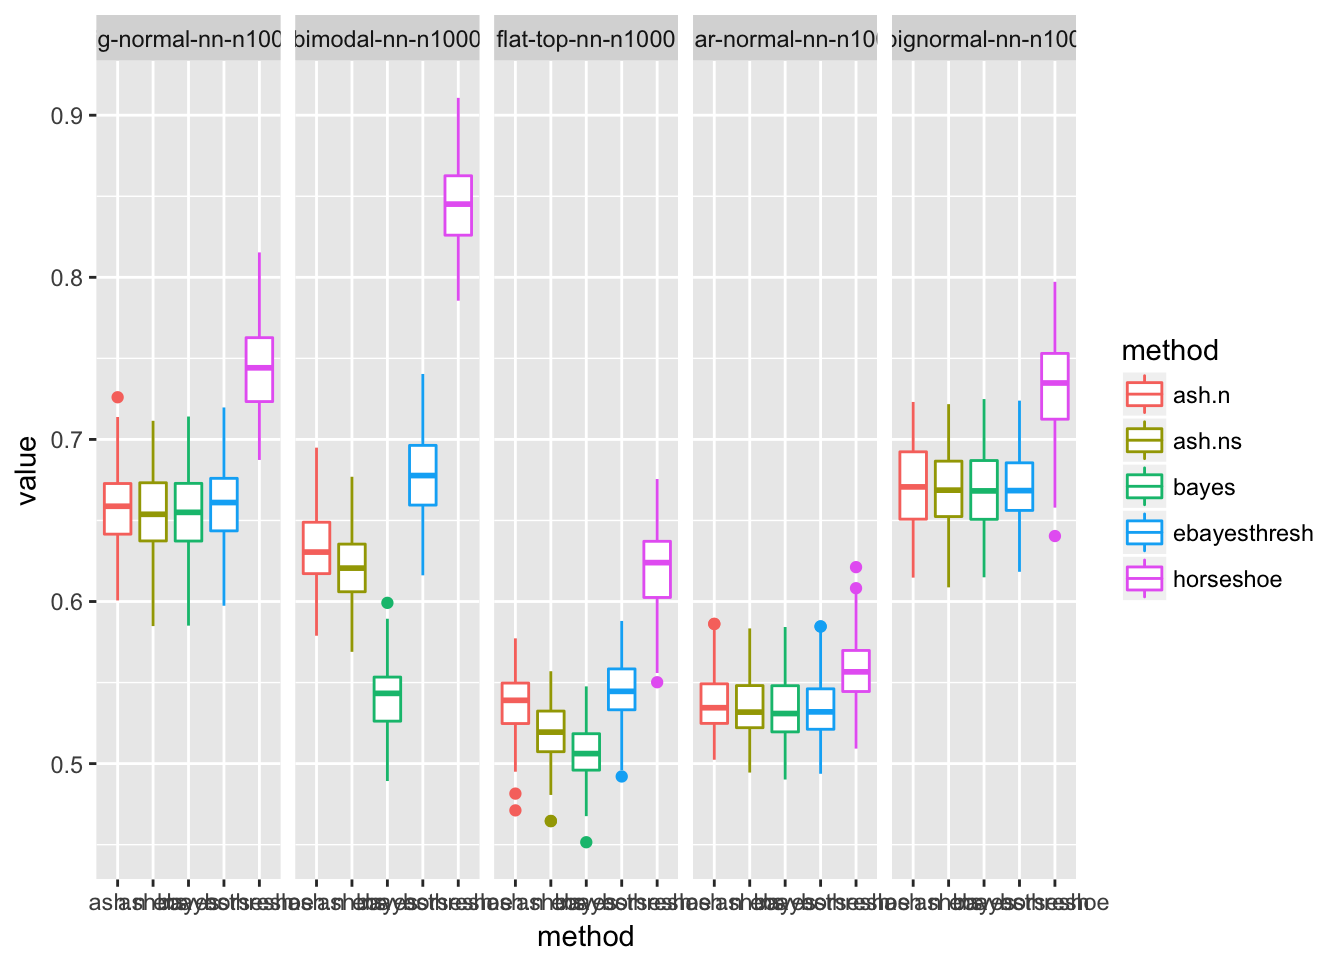 g-normal-nn-n100
bimodal-nn-n1000
flat-top-nn-n1000
ar-normal-nn-n100
bignormal-nn-n100
0.9
0.8
0.7
0.6
0.5
value
method
method
ash.n
ash.ns
bayes
ebayesthresh
horseshoe